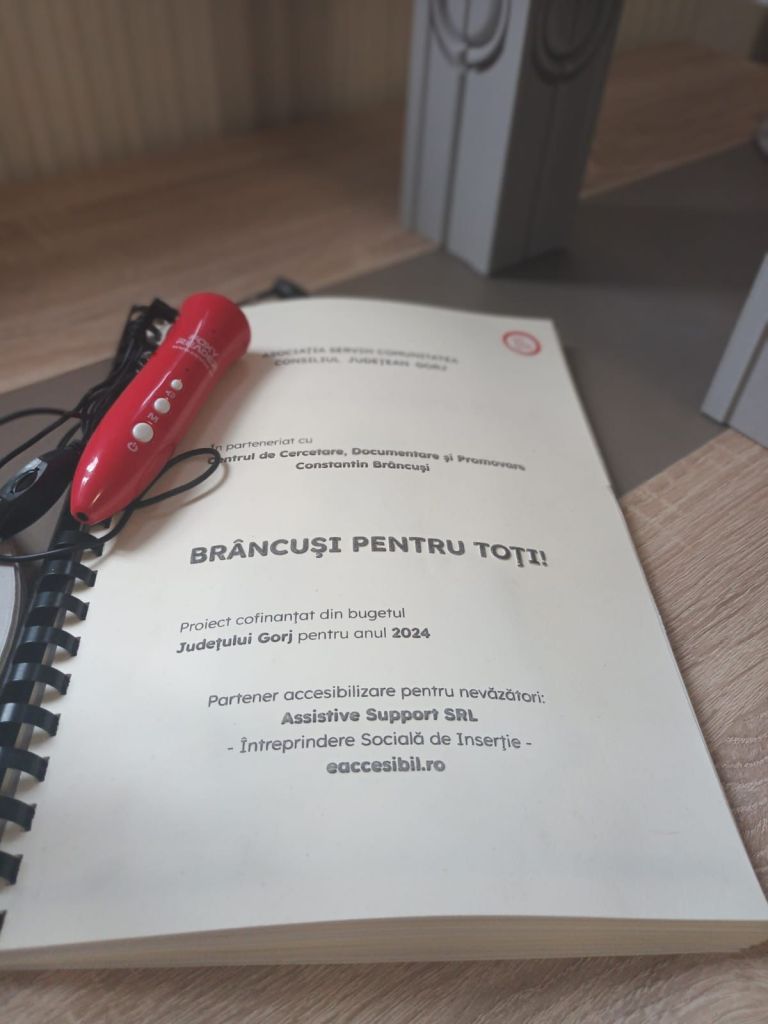 ASOCIAȚIA SERVIM COMUNITATEA
CONSILIUL JUDEȚEAN GORJ
În parteneriat cu
Centrul de Cercetare, Documentare și Promovare
Constantin Brâncuși
BRÂNCUȘI PENTRU TOȚI!
Proiect cofinanțat din bugetul
Județului Gorj pentru anul 2024
Partener accesibilizare pentru nevăzători:
Assistive Support SRL
- Întreprindere Socială de Inserție -
eaccesibil.ro